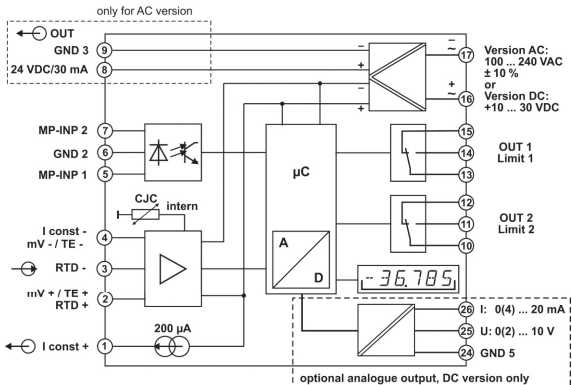 only for AC version
OUT
GND 3
9
24 VDC/30 mA
8
–
+
–
+
–
~
17
+
~
16
Version AC:
100 ... 240 VAC
± 10 %
or
Version DC:
+10 ... 30 VDC
MP-INP 2
7
GND 2
6
MP-INP 1
5
µC
15
14
13
OUT 1
Limit 1
CJC
intern
I const -
mV - / TE -
4
RTD -
3
mV + / TE +
RTD +
2
A
D
12
11
10
OUT 2
Limit 2
-36.785
200 µA
I const +
1
26
I: 0(4) ... 20 mA
25
U: 0(2) ... 10 V
24
GND 5
optional analogue output, DC version only